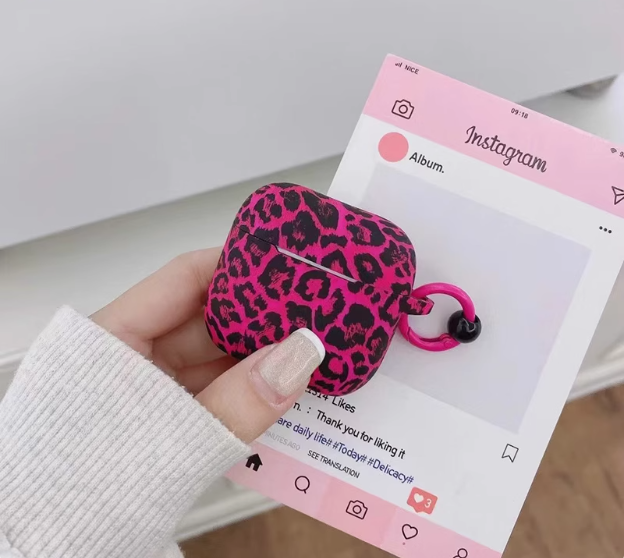 NICE
09:18
Instagram
Album.
Likes
n. : Thank you for liking it
are daily life# #Today# #Delicacy#
AGO SEE TRANSLATION
3